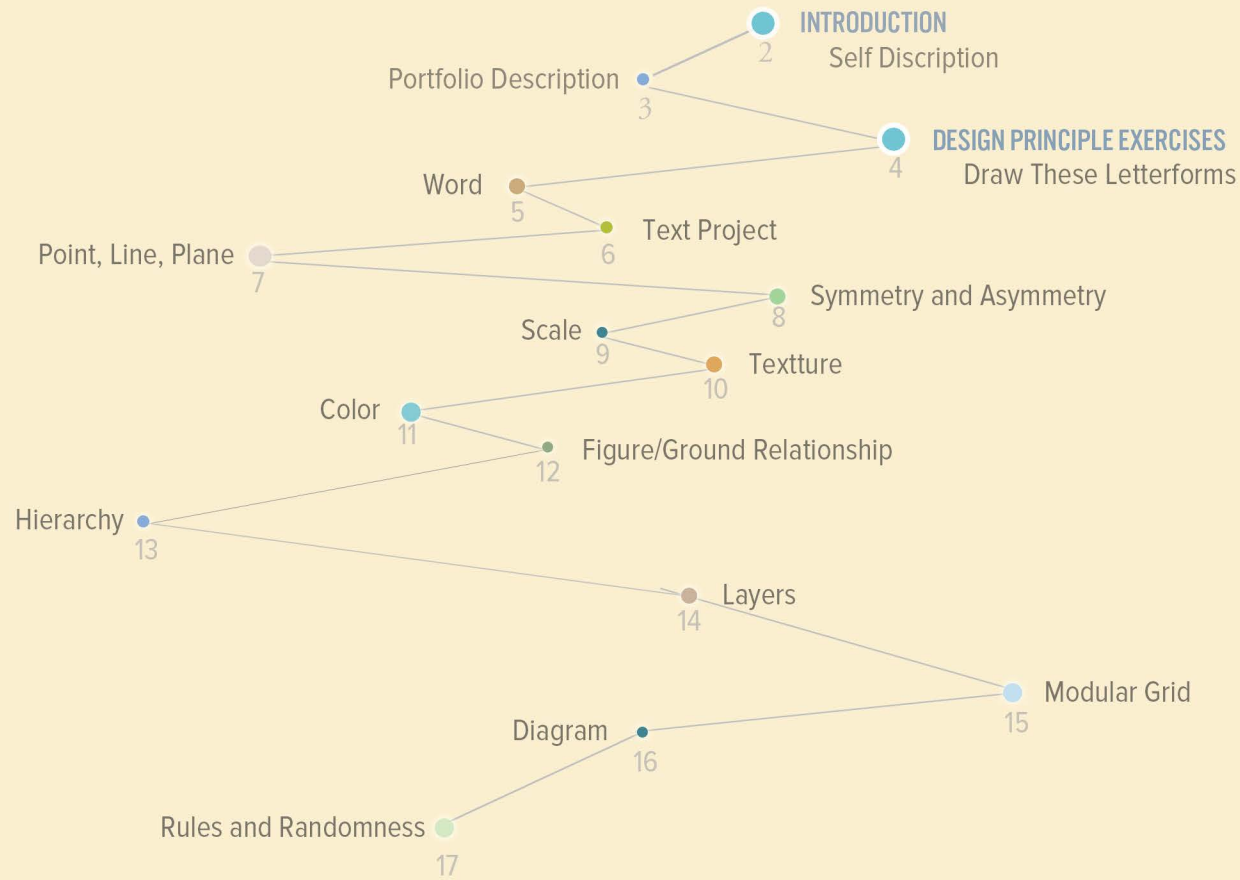 INTRODUCTION
2
Self Discription
Portfolio Description
3
DESIGN PRINCIPLE EXERCISES
4
Draw These Letterforms
Word
5
Text Project
6
Point, Line, Plane
7
Symmetry and Asymmetry
8
Scale
9
Textture
10
Color
11
Figure/Ground Relationship
12
Hierarchy
13
Layers
14
Modular Grid
15
Diagram
16
Rules and Randomness
17